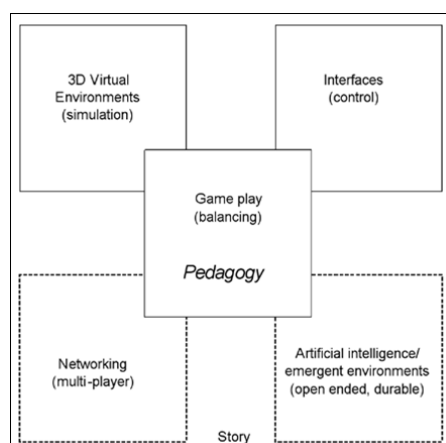 3D Virtual
Environments
(simulation)
Interfaces
(control)
Game play
(balancing)
Pedagogy
Networking
(multi-player)
Artificial intelligence/
emergent environments
(open ended, durable)
Story